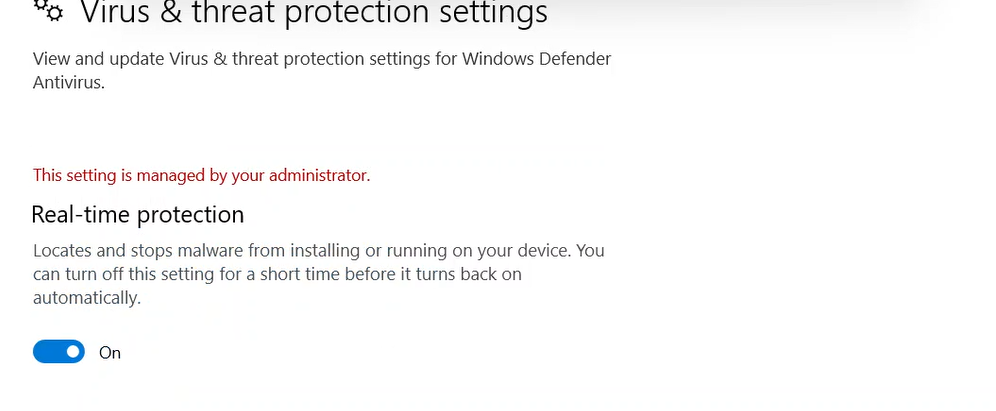 Virus & threat protection settings
View and update Virus & threat protection settings for Windows Defender
Antivirus.
This setting is managed by your administrator.
Real-time protection
Locates and stops malware from installing or running on your device. You
can turn off this setting for a short time before it turns back on
automatically.
On